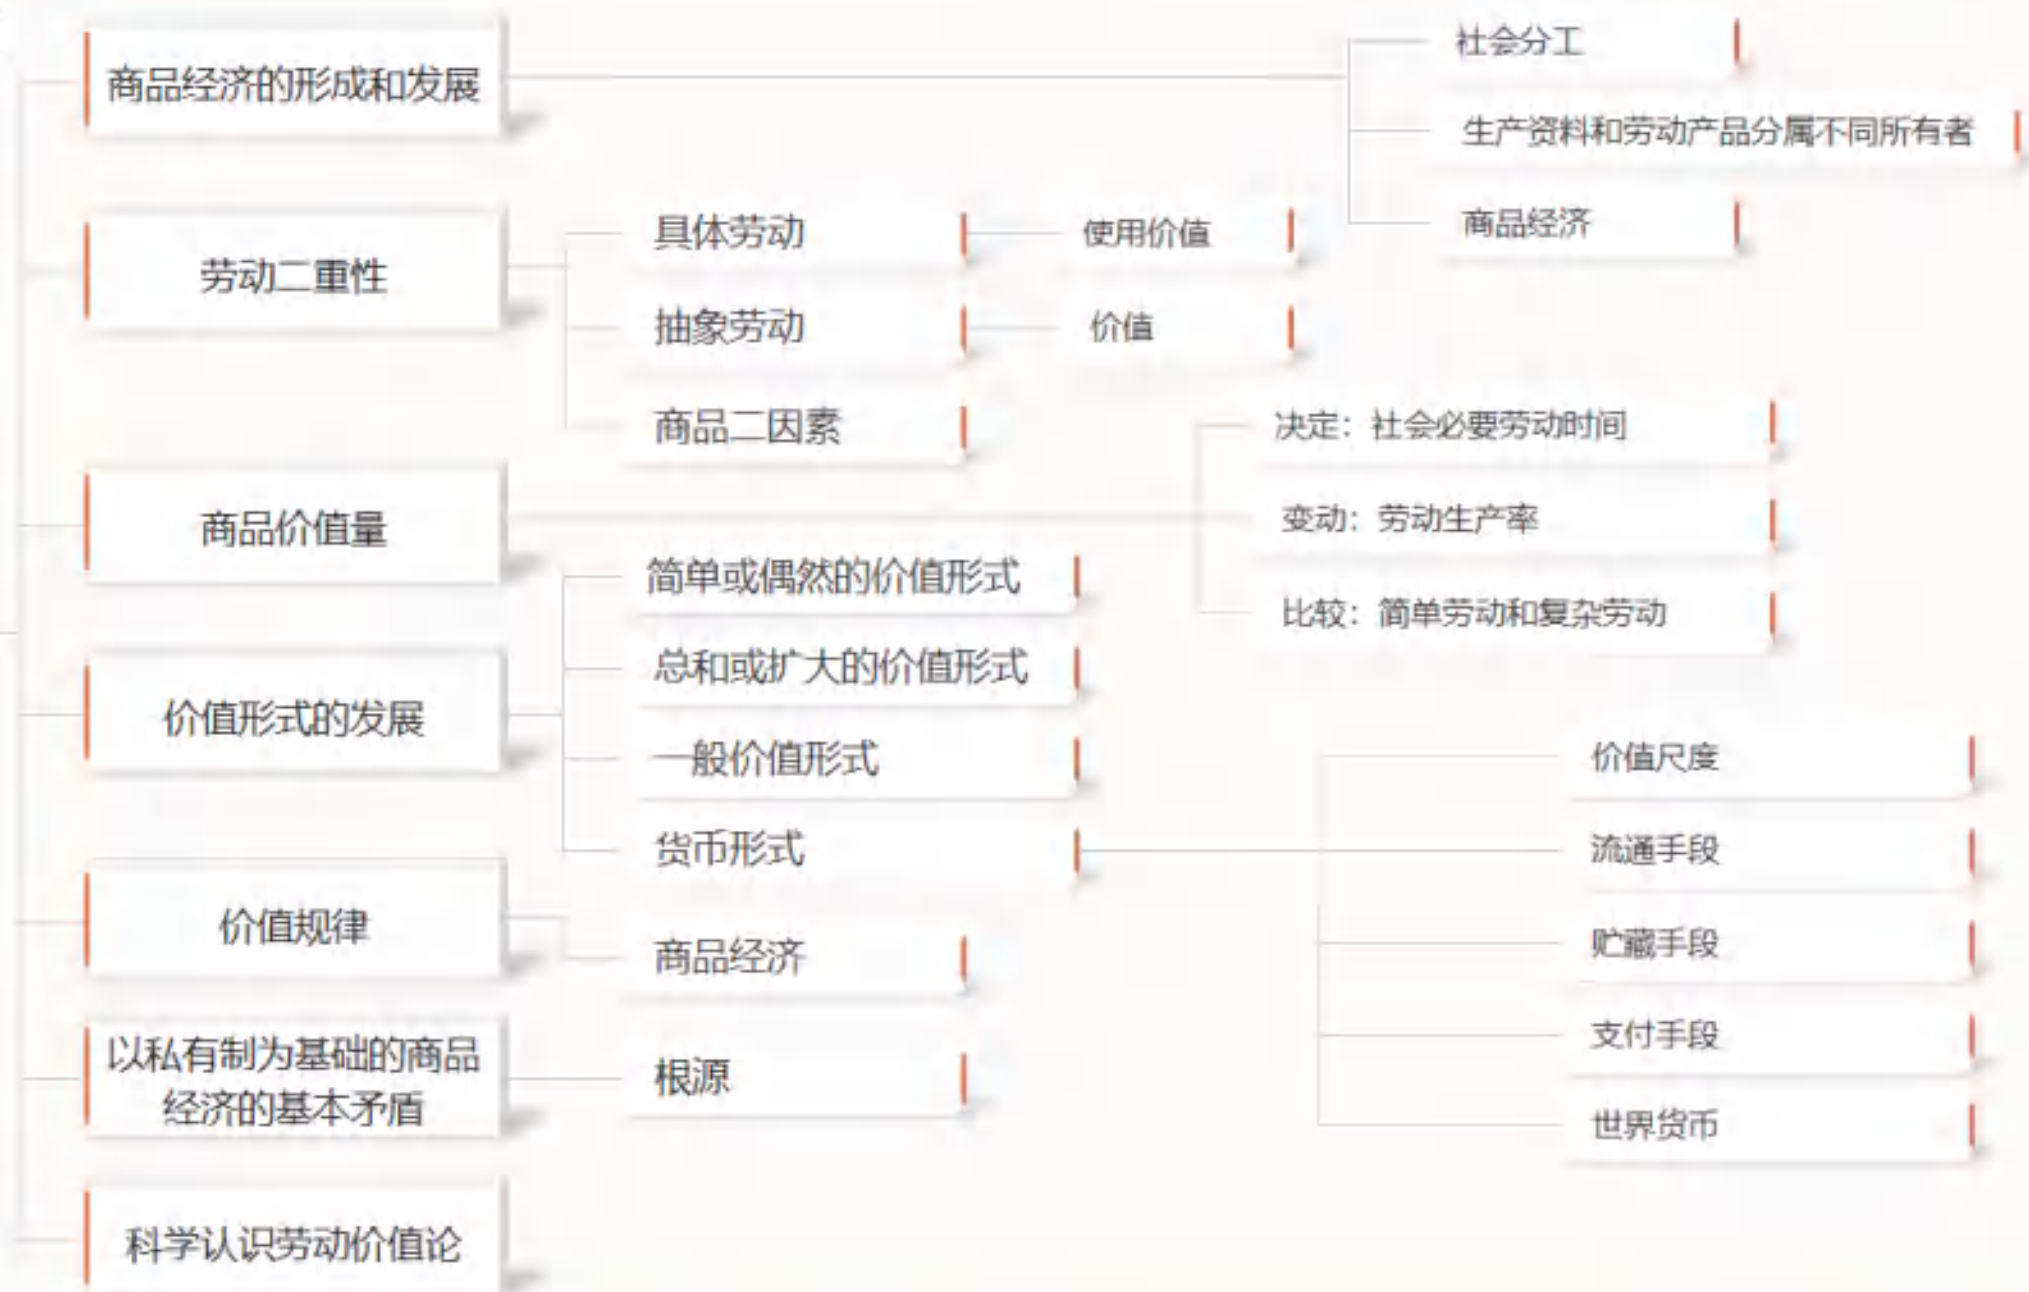 商品经济的形成和发展
社会分工
生产资料和劳动产品分属不同所有者
商品经济
劳动二重性
具体劳动
使用价值
抽象劳动
价值
商品二因素
商品价值量
决定：社会必要劳动时间
变动：劳动生产率
比较：简单劳动和复杂劳动
价值形式的发展
简单或偶然的价值形式
总和或扩大的价值形式
一般价值形式
货币形式
价值尺度
流通手段
贮藏手段
支付手段
世界货币
价值规律
商品经济
以私有制为基础的商品
经济的基本矛盾
根源
科学认识劳动价值论